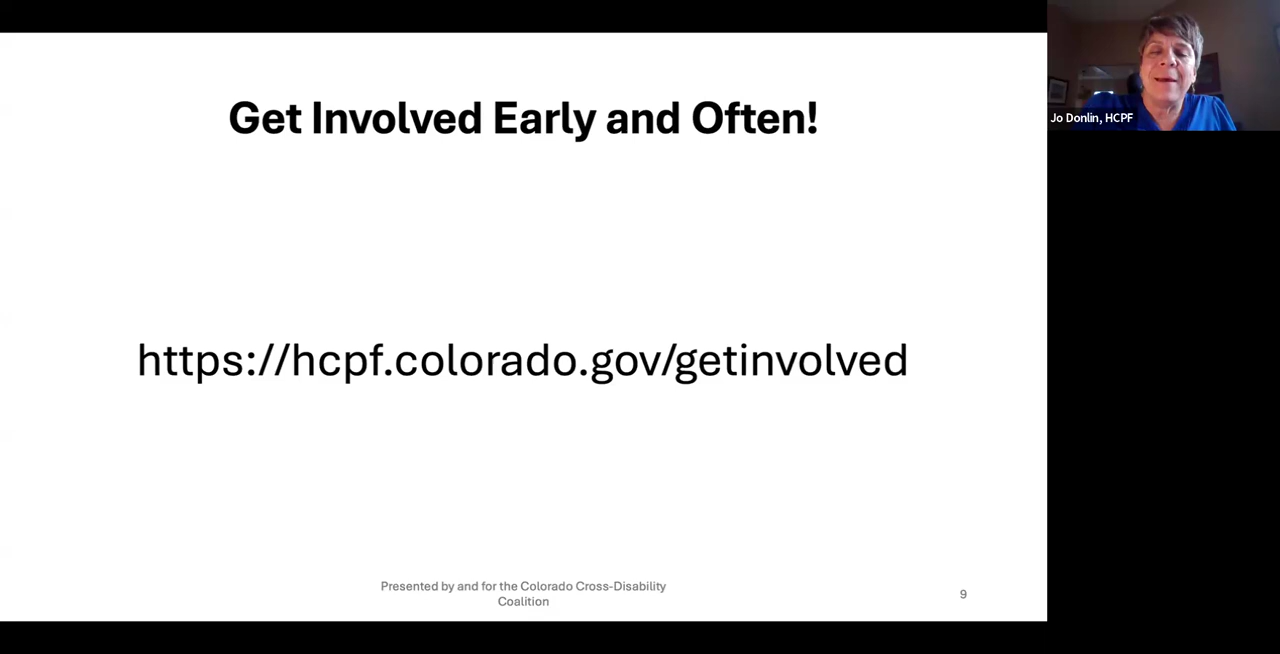 Get Involved Early and Often!
Jo Donlin, HCPF
https://hcpf.colorado.gov/getinvolved
Presented by and for the Colorado Cross-Disability
Coalition
9